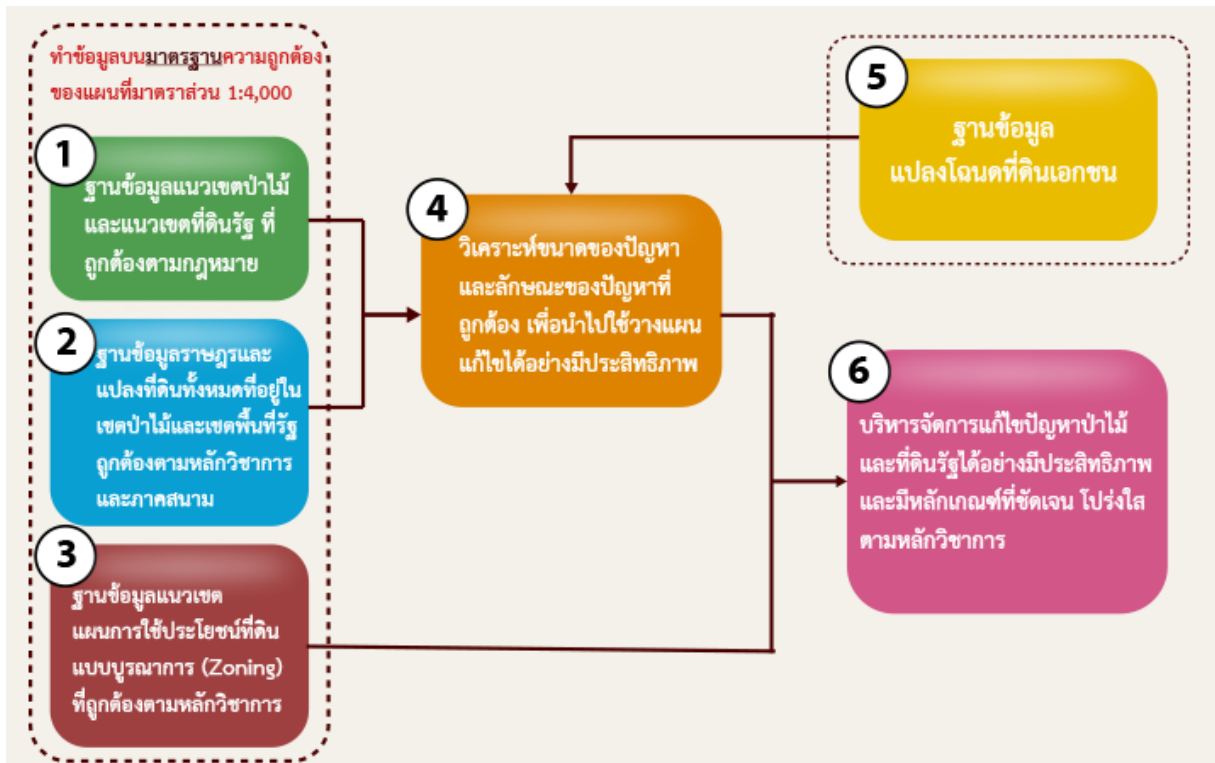 ทำข้อมูลบนมาตรฐานความถูกต้อง
ของแผนที่มาตราส่วน 1:4,000
1
ฐานข้อมูลแนวเขตป่าไม้
และแนวเขตที่ดินรัฐ ที่
ถูกต้องตามกฎหมาย
2
ฐานข้อมูลราษฎรและ
แปลงที่ดินทั้งหมดที่อยู่ใน
เขตป่าไม้และเขตพื้นที่รัฐ
ถูกต้องตามหลักวิชาการ
และภาคสนาม
3
ฐานข้อมูลแนวเขต
แผนการใช้ประโยชน์ที่ดิน
แบบบูรณาการ (Zoning)
ที่ถูกต้องตามหลักวิชาการ
4
วิเคราะห์ขนาดของปัญหา
และลักษณะของปัญหาที่
ถูกต้อง เพื่อนำไปใช้วางแผน
แก้ไขได้อย่างมีประสิทธิภาพ
5
ฐานข้อมูล
แปลงโฉนดที่ดินเอกชน
6
บริหารจัดการแก้ไขปัญหาป่าไม้
และที่ดินรัฐได้อย่างมีประสิทธิภาพ
และมีหลักเกณฑ์ที่ชัดเจน โปร่งใส
ตามหลักวิชาการ